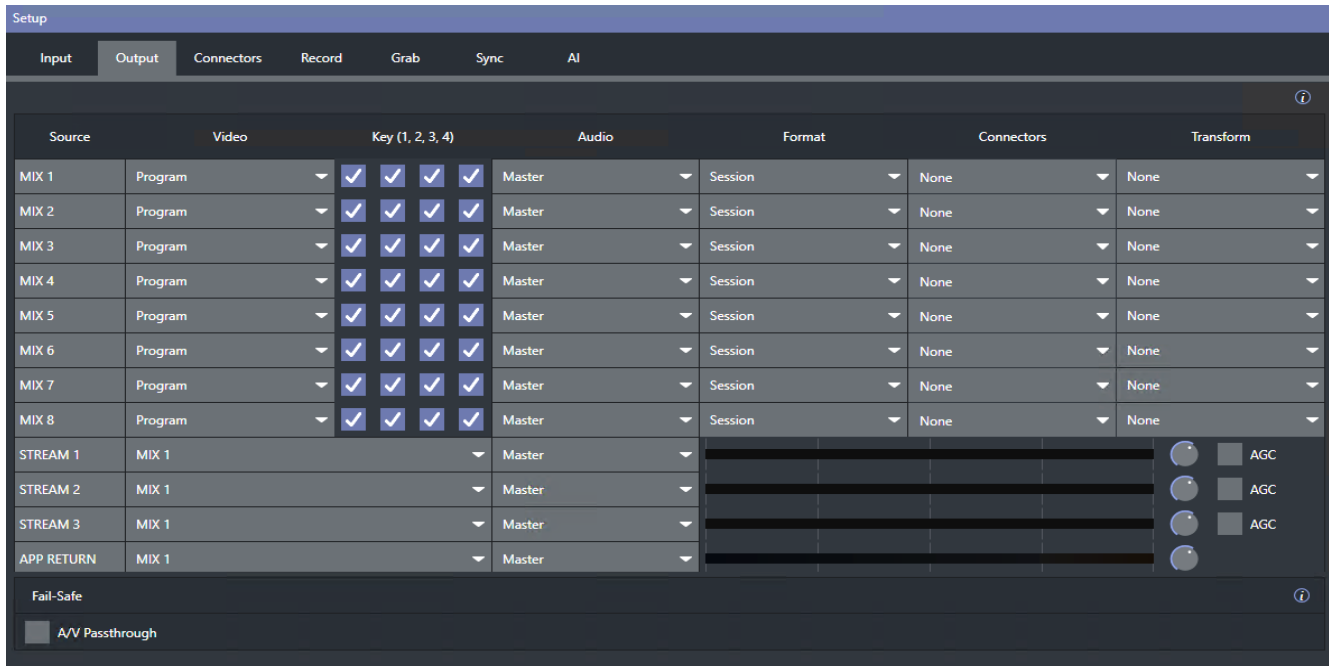 Setup
Input Output Connectors Record Grab Sync AI
Source Video Key (1, 2, 3, 4) Audio Format Connectors Transform
MIX 1 Program Master Session None None
MIX 2 Program Master Session None None
MIX 3 Program Master Session None None
MIX 4 Program Master Session None None
MIX 5 Program Master Session None None
MIX 6 Program Master Session None None
MIX 7 Program Master Session None None
MIX 8 Program Master Session None None
STREAM 1 MIX 1 Master AGC
STREAM 2 MIX 1 Master AGC
STREAM 3 MIX 1 Master AGC
APP RETURN MIX 1 Master
Fail-Safe
A/V Passthrough